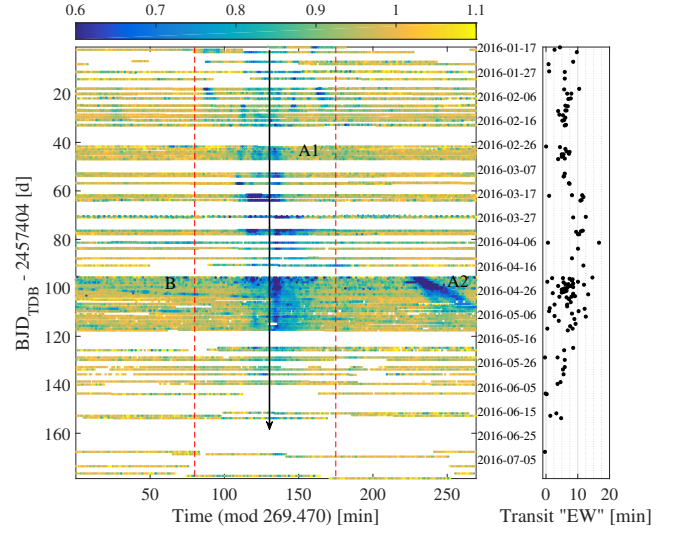 0.6 0.7 0.8 0.9 1 1.1
BJD_TDB - 2457404 [d]
20
40
60
80
100
120
140
160
A1
B
A2
2016-01-17
2016-01-27
2016-02-06
2016-02-16
2016-02-26
2016-03-07
2016-03-17
2016-03-27
2016-04-06
2016-04-16
2016-04-26
2016-05-06
2016-05-16
2016-05-26
2016-06-05
2016-06-15
2016-06-25
2016-07-05
50 100 150 200 250
Time (mod 269.470) [min]
0 10 20
Transit "EW" [min]